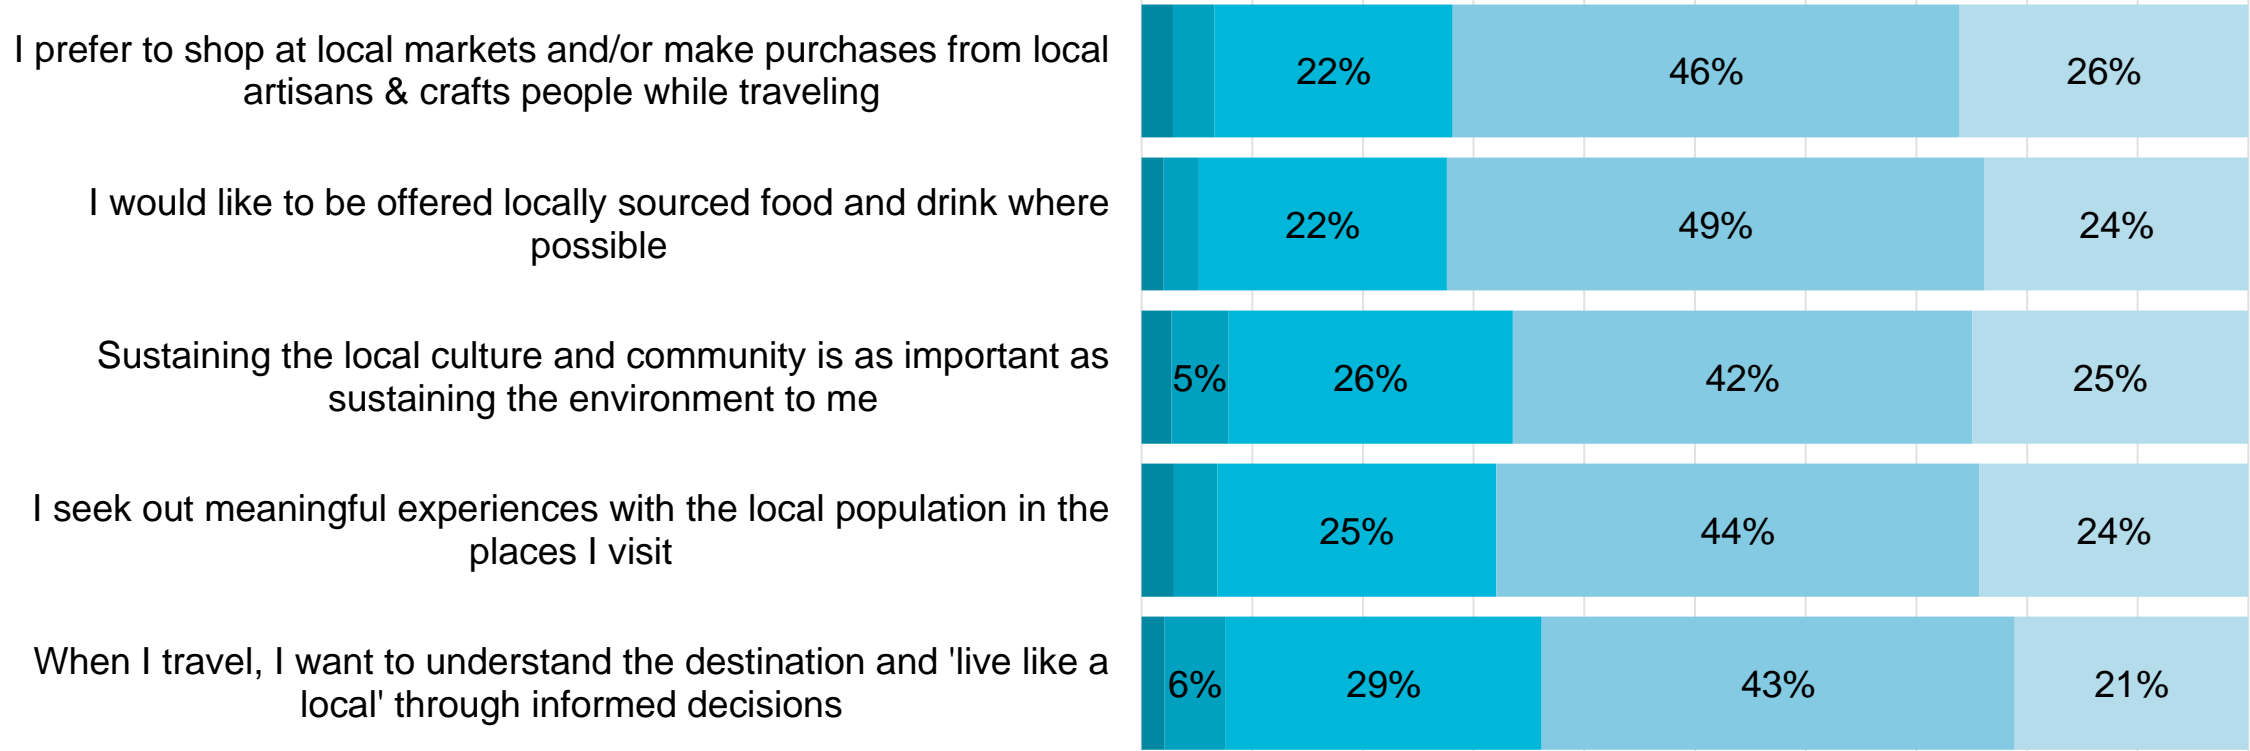 I prefer to shop at local markets and/or make purchases from local
artisans & crafts people while traveling
22% 46% 26%
I would like to be offered locally sourced food and drink where
possible
22% 49% 24%
Sustaining the local culture and community is as important as
sustaining the environment to me
5% 26% 42% 25%
I seek out meaningful experiences with the local population in the
places I visit
25% 44% 24%
When I travel, I want to understand the destination and 'live like a
local' through informed decisions
6% 29% 43% 21%